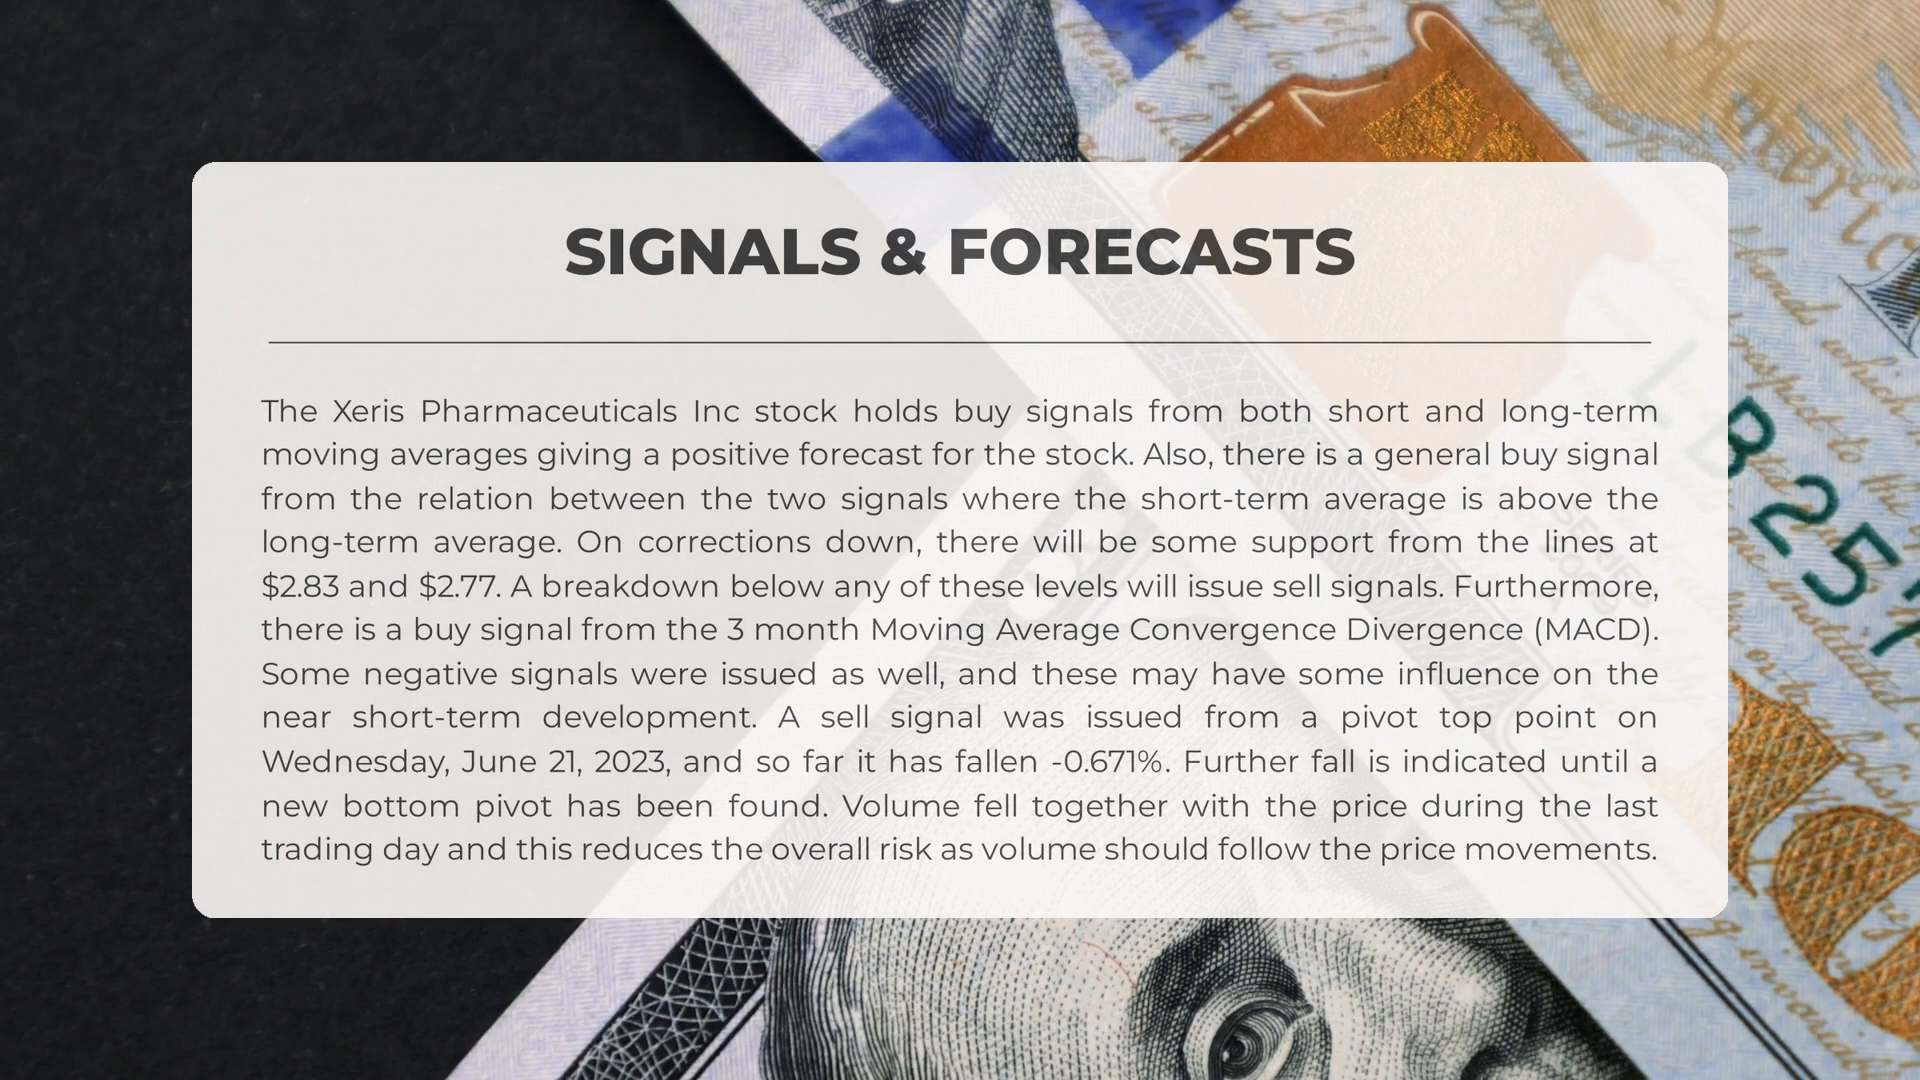 SIGNALS & FORECASTS
The Xeris Pharmaceuticals Inc stock holds buy signals from both short and long-term
moving averages giving a positive forecast for the stock. Also, there is a general buy signal
from the relation between the two signals where the short-term average is above the
long-term average. On corrections down, there will be some support from the lines at
$2.83 and $2.77. A breakdown below any of these levels will issue sell signals. Furthermore,
there is a buy signal from the 3 month Moving Average Convergence Divergence (MACD).
Some negative signals were issued as well, and these may have some influence on the
near short-term development. A sell signal was issued from a pivot top point on
Wednesday, June 21, 2023, and so far it has fallen -0.671%. Further fall is indicated until a
new bottom pivot has been found. Volume fell together with the price during the last
trading day and this reduces the overall risk as volume should follow the price movements.